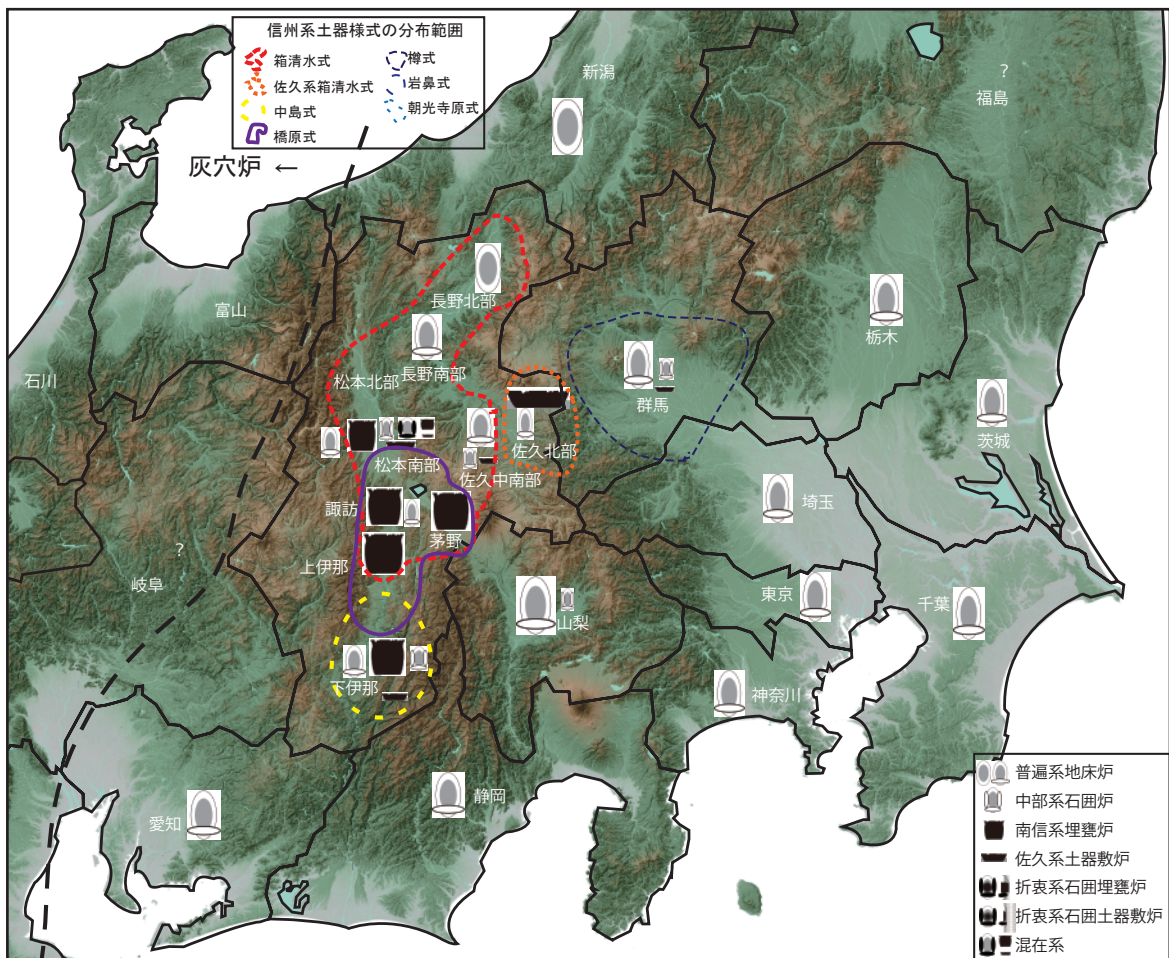 信州系土器様式の分布範囲
箱清水式
佐久系箱清水式
中島式
橋原式
樽式
岩鼻式
朝光寺原式
灰穴炉 ←
新潟
?
福島
富山
石川
長野北部
長野南部
松本北部
松本南部
佐久北部
佐久中南部
群馬
栃木
茨城
埼玉
諏訪
茅野
上伊那
?
岐阜
下伊那
山梨
東京
千葉
神奈川
静岡
愛知
普遍系地床炉
中部系石囲炉
南信系埋甕炉
佐久系土器敷炉
折衷系石囲埋甕炉
折衷系石囲土器敷炉
混在系